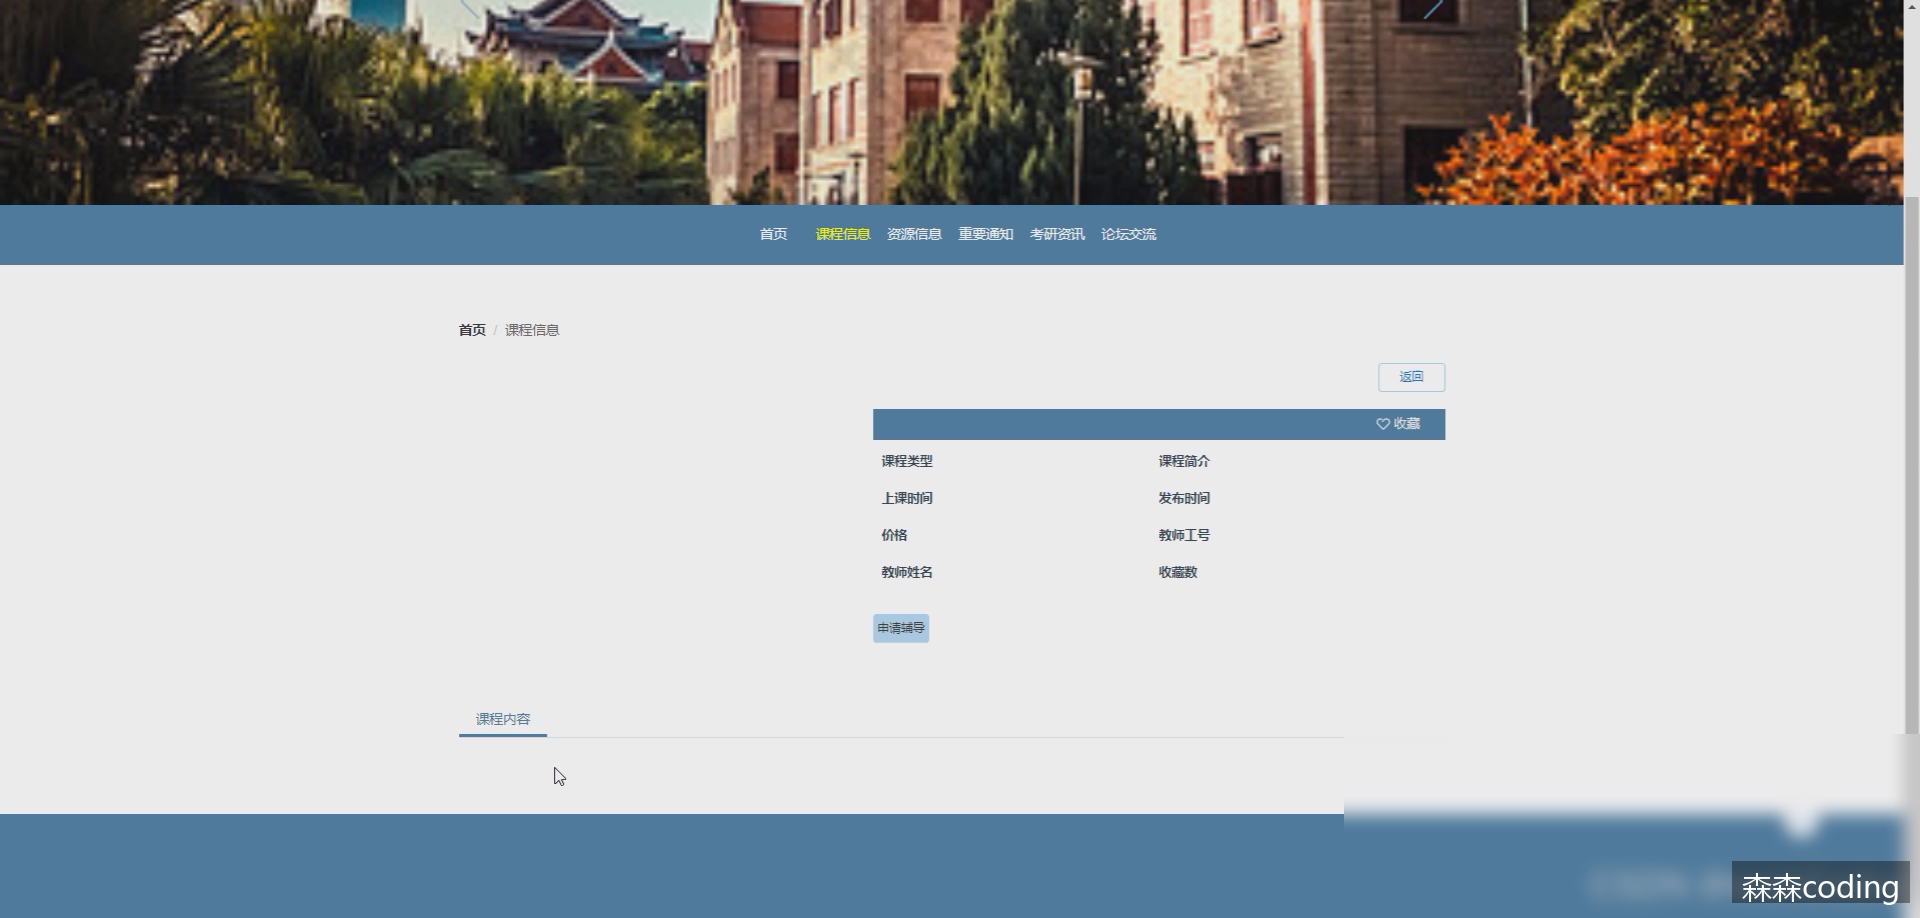 首页 课程信息 资源信息 重要通知 考研资讯 论坛交流
首页 / 课程信息
返回
收藏
课程类型 课程简介
上课时间 发布时间
价格 教师工号
教师姓名 收藏数
申请辅导
课程内容
森森coding